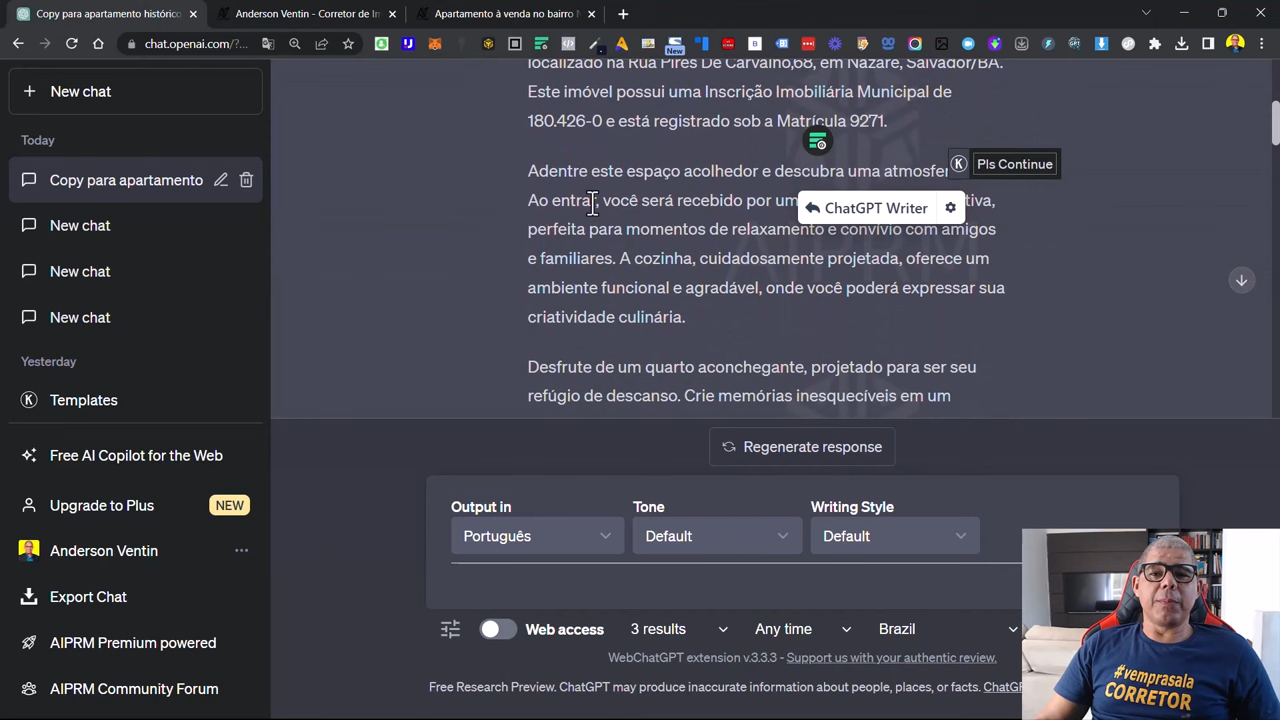 Copy para apartamento histórico
Anderson Ventin - Corretor de Im
Apartamento à venda no bairro
chat.openai.com/?...
New
New chat
Today
Copy para apartamento
New chat
New chat
New chat
Yesterday
Templates
Free AI Copilot for the Web
Upgrade to Plus
NEW
Anderson Ventin
Export Chat
AIPRM Premium powered
AIPRM Community Forum
localizado na Rua Pires De Carvalho,68, em Nazaré, Salvador/BA.
Este imóvel possui uma Inscrição Imobiliária Municipal de
180.426-0 e está registrado sob a Matrícula 9271.
Adentre este espaço acolhedor e descubra uma atmosfe
K Pls Continue
Ao entrar, você será recebido por um
ChatGPT Writer
tiva,
perfeita para momentos de relaxamento e convívio com amigos
e familiares. A cozinha, cuidadosamente projetada, oferece um
ambiente funcional e agradável, onde você poderá expressar sua
criatividade culinária.
Desfrute de um quarto aconchegante, projetado para ser seu
refúgio de descanso. Crie memórias inesquecíveis em um
AIPRM
Regenerate response
Output in
Tone
Writing Style
Português
Default
Default
Web access
3 results
Any time
Brazil
WebChatGPT extension v.3.3.3 - Support us with your authentic review.
Free Research Preview. ChatGPT may produce inaccurate information about people, places, or facts. ChatG
#vemprasala
CORRETOR